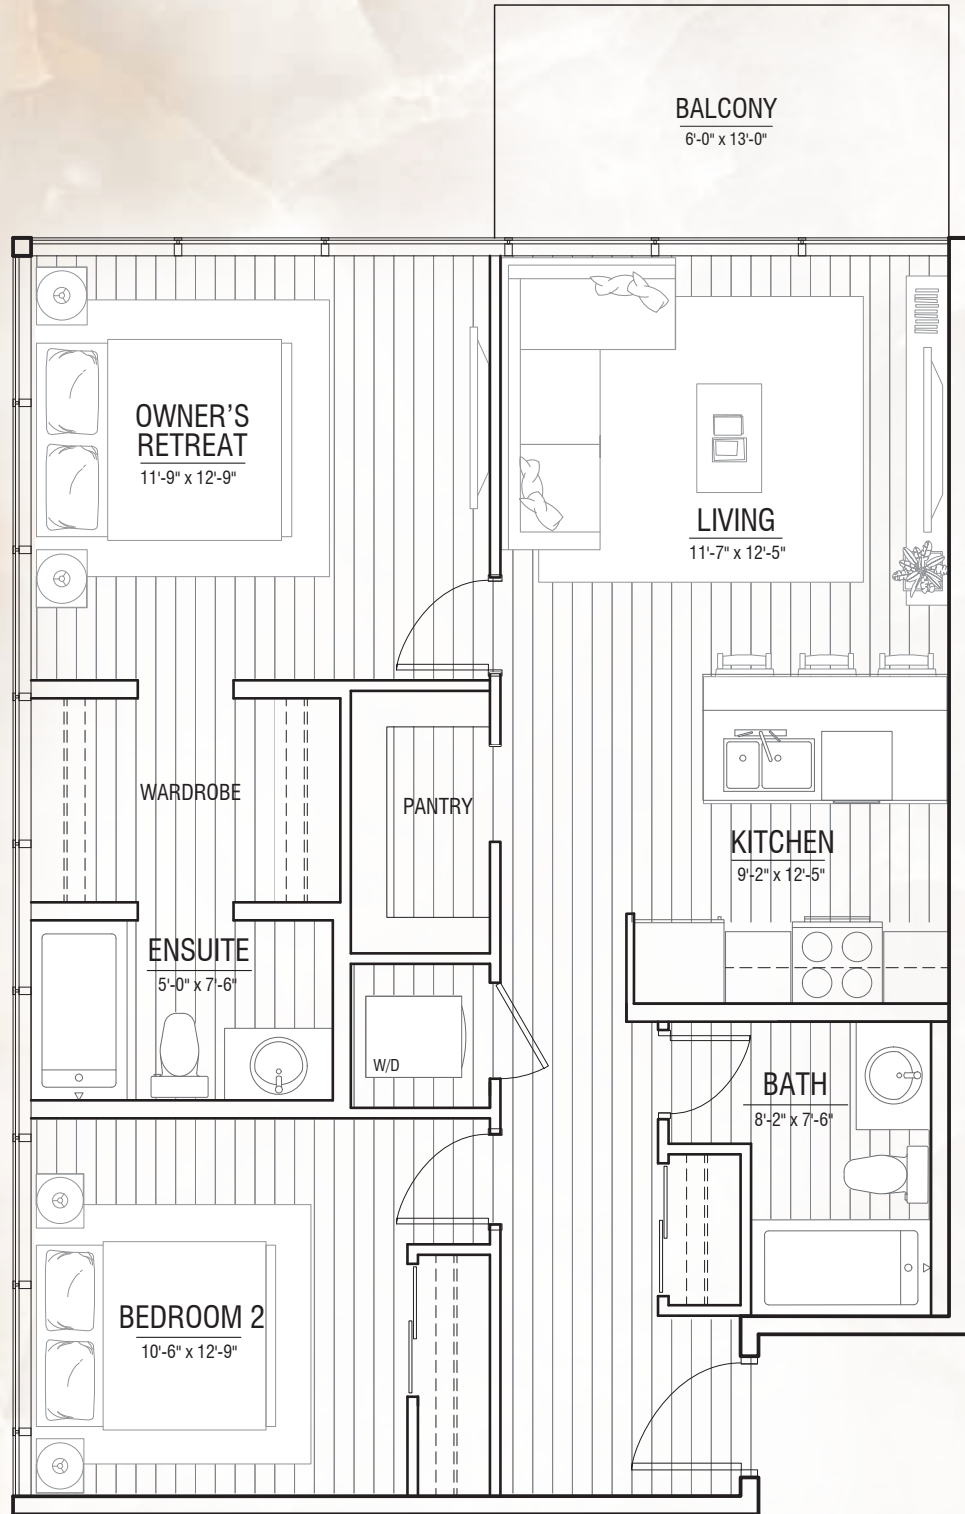 BALCONY
6'-0" x 13'-0"
OWNER'S
RETREAT
11'-9" x 12'-9"
LIVING
11'-7" x 12'-5"
WARDROBE
PANTRY
KITCHEN
9'-2" x 12'-5"
ENSUITE
5'-0" x 7'-6"
W/D
BATH
8'-2" x 7'-6"
BEDROOM 2
10'-6" x 12'-9"